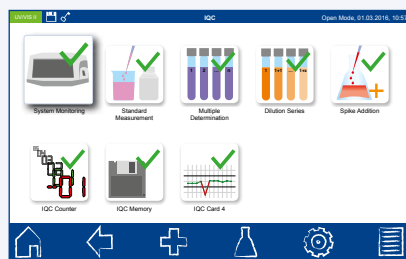 UV/VIS II
IQC
Open Mode, 01.03.2016, 10:57
System Monitoring
Standard
Measurement
Multiple
Determination
Dilution Series
Spike Addition
IQC Counter
IQC Memory
IQC Card 4